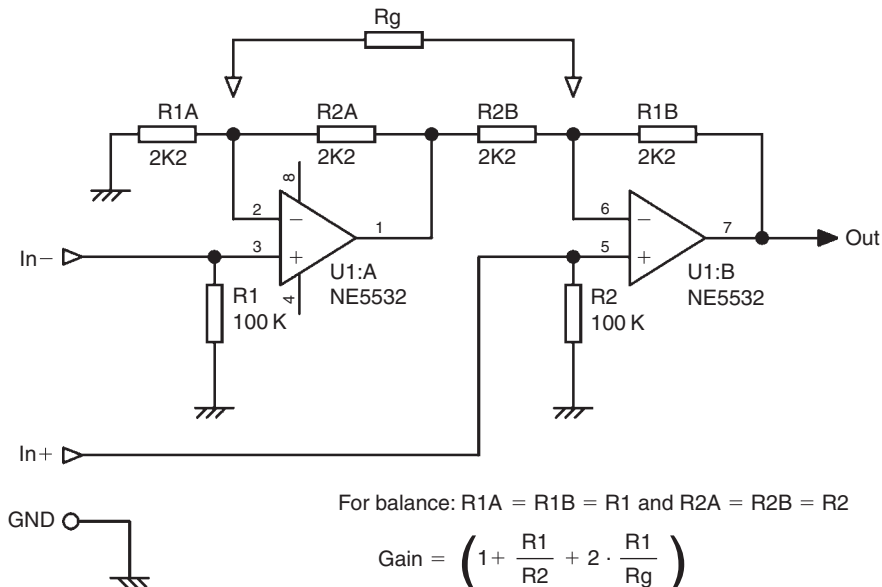 Rg
R1A
R2A
R2B
R1B
2K2
2K2
2K2
2K2
8
2
−
1
6
−
7
In−
3
+
5
+
Out
U1:A
NE5532
U1:B
NE5532
4
R1
100 K
R2
100 K
In+
For balance: R1A = R1B = R1 and R2A = R2B = R2
GND
Gain = (1+ R1/R2 + 2 · R1/Rg)